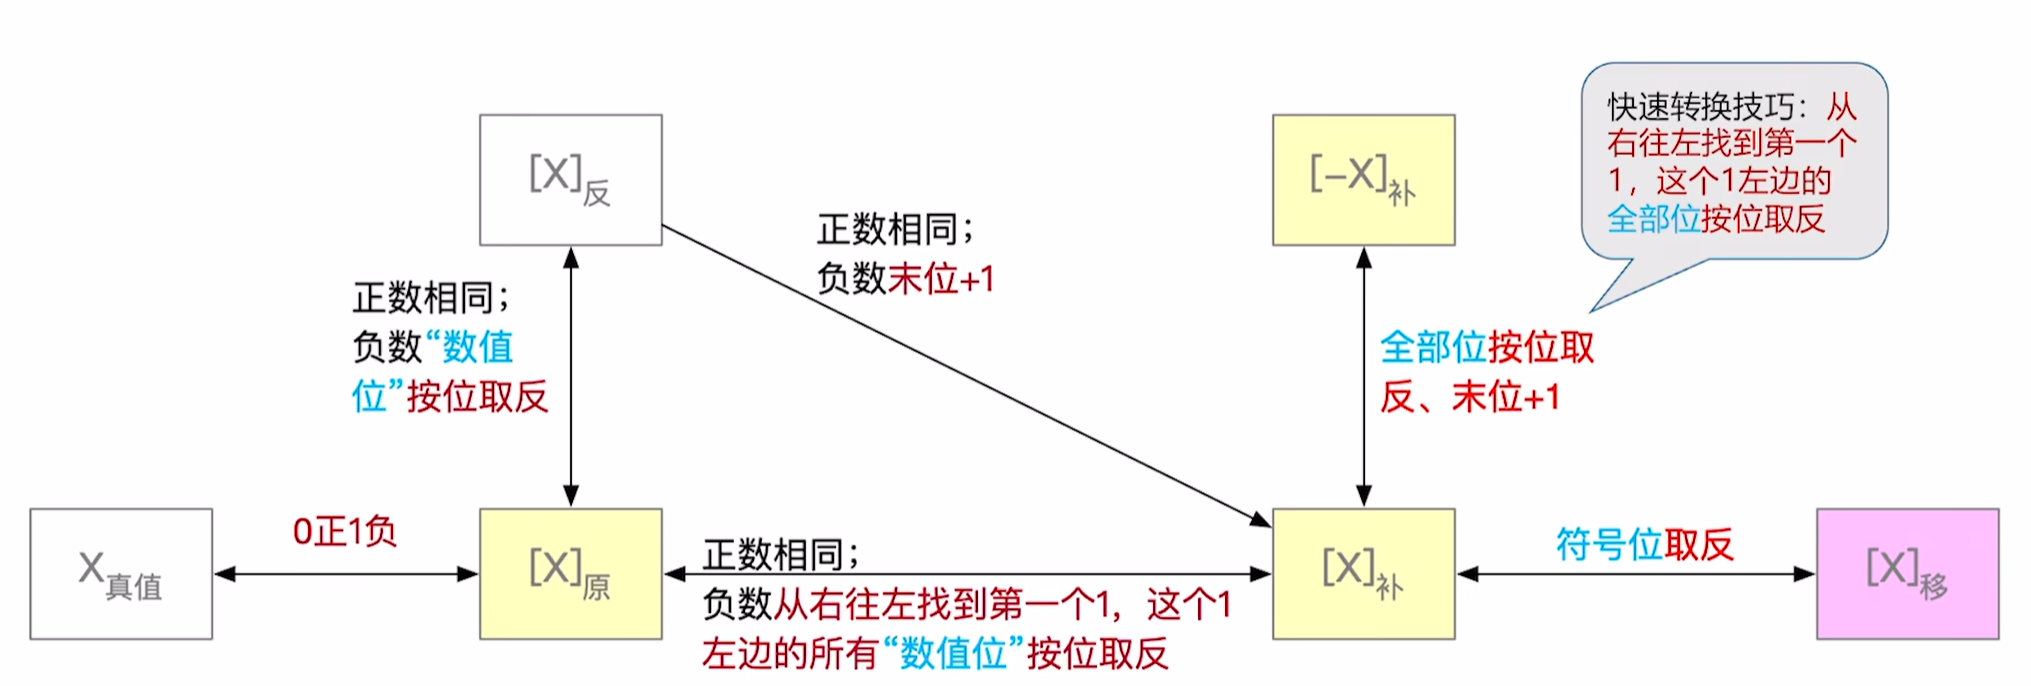 快速转换技巧：从
右往左找到第一个
1，这个1左边的
全部位按位取反
[X]反
[-X]补
正数相同；
负数末位+1
正数相同；
负数“数值
位”按位取反
全部位按位取
反、末位+1
X真值
0正1负
[X]原
正数相同；
负数从右往左找到第一个1，这个1
左边的所有“数值位”按位取反
[X]补
符号位取反
[X]移